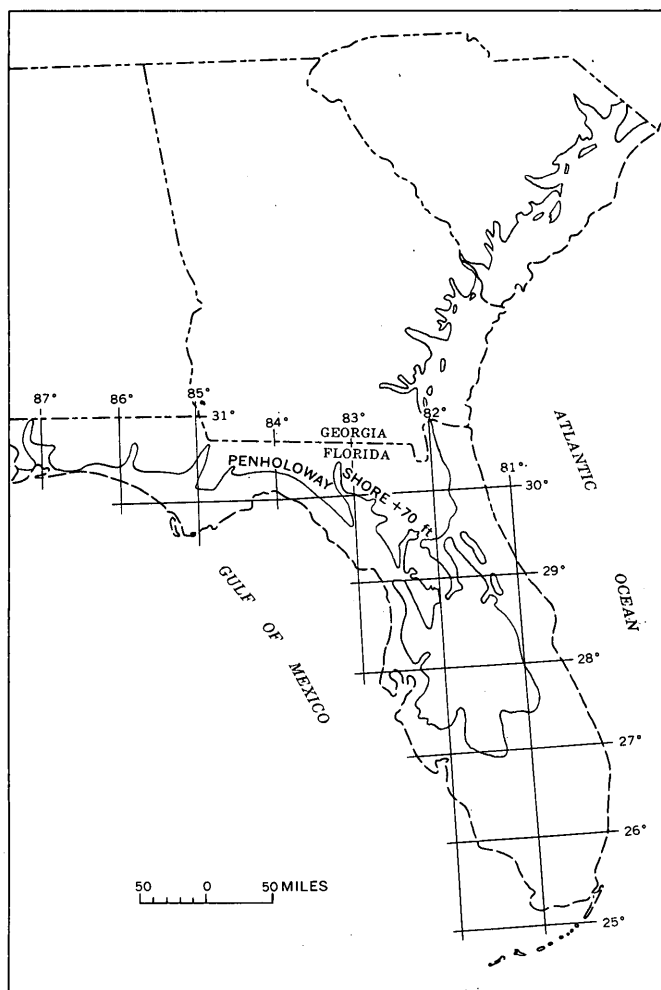 87°
86°
85°
31°
84°
83°
82°
GEORGIA
FLORIDA
ATLANTIC
OCEAN
81°
30°
PENHOLOWAY
SHORE +70 ft
29°
GULF OF MEXICO
28°
27°
26°
25°
50 0 50 MILES